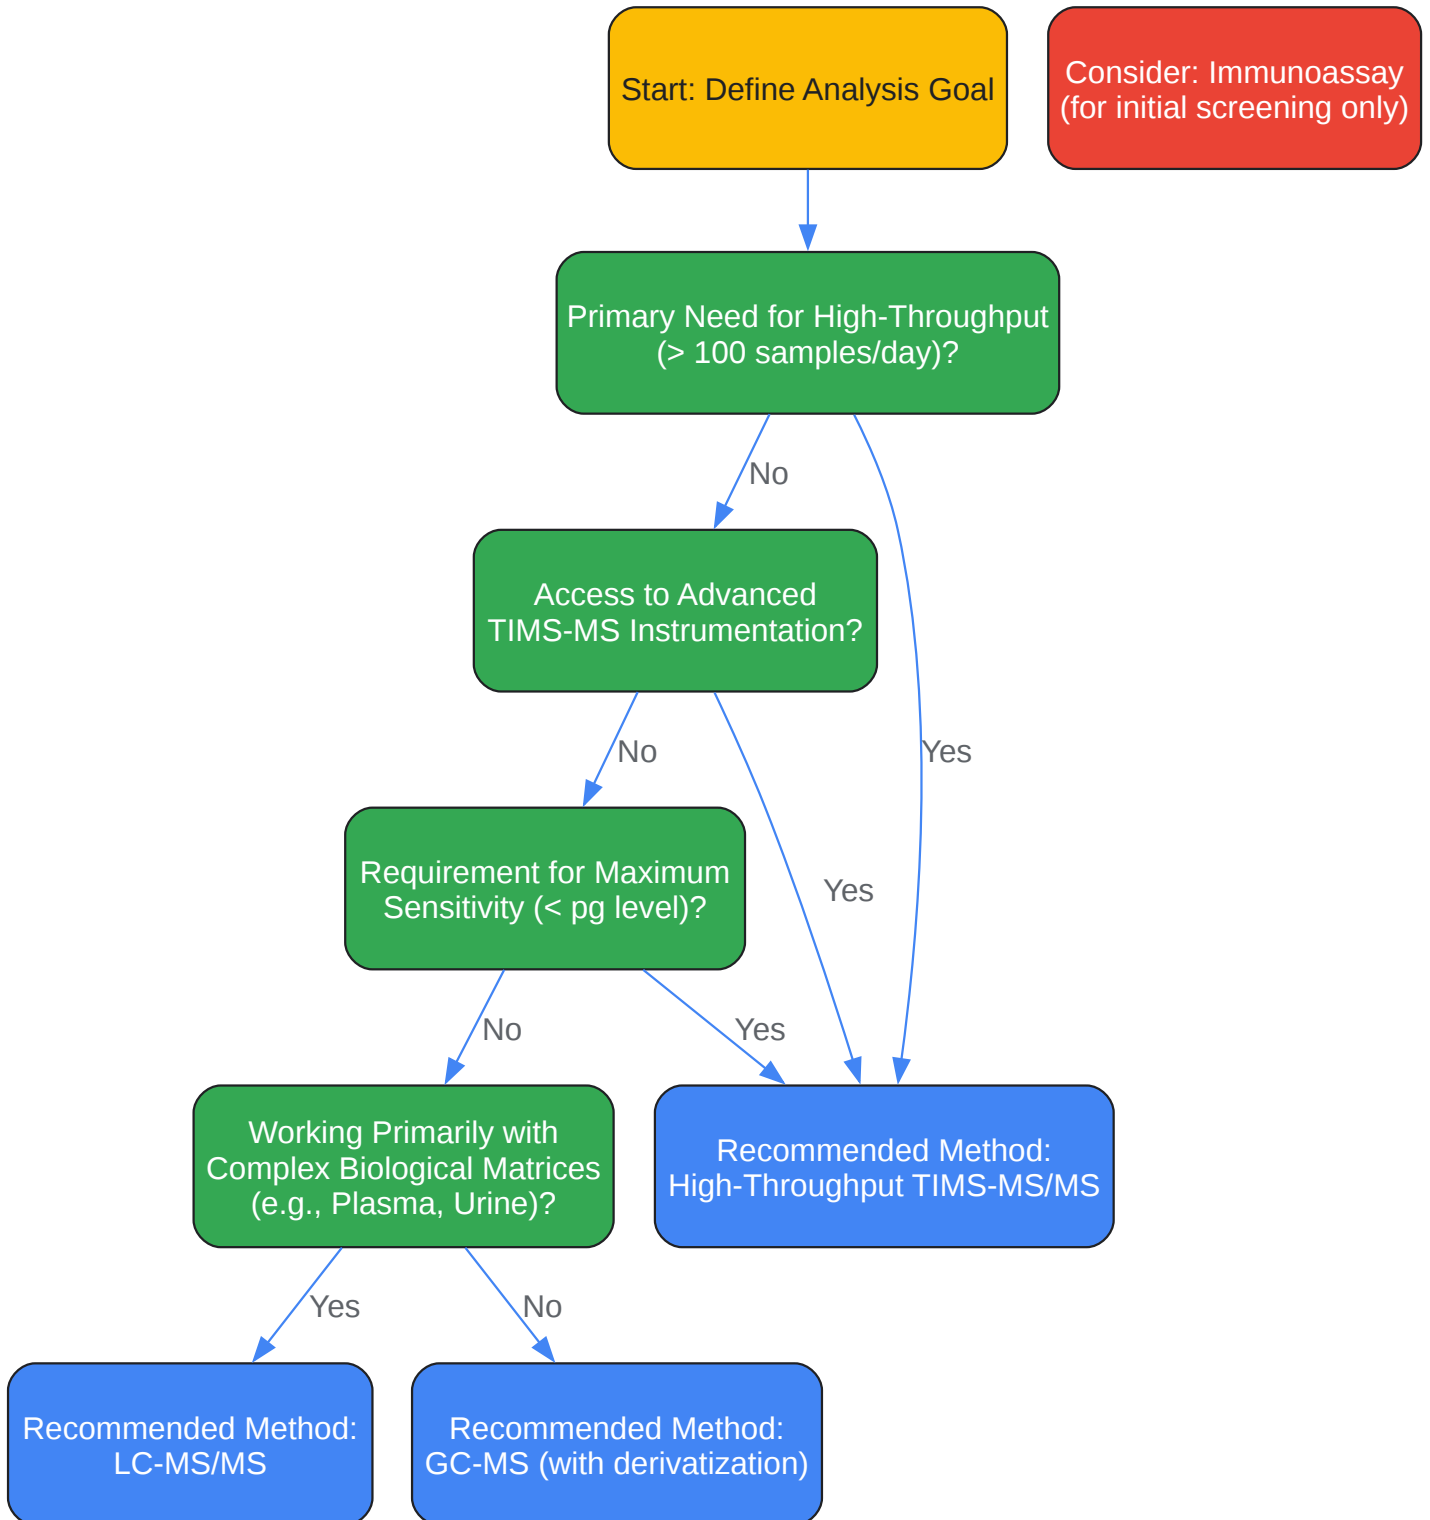 Start: Define Analysis Goal
Consider: Immunoassay
(for initial screening only)
Primary Need for High-Throughput
(> 100 samples/day)?
No
Access to Advanced
TIMS-MS Instrumentation?
No
Yes
Requirement for Maximum
Sensitivity (< pg level)?
Yes
No
Yes
Working Primarily with
Complex Biological Matrices
(e.g., Plasma, Urine)?
Recommended Method:
High-Throughput TIMS-MS/MS
Yes
No
Recommended Method:
LC-MS/MS
Recommended Method:
GC-MS (with derivatization)